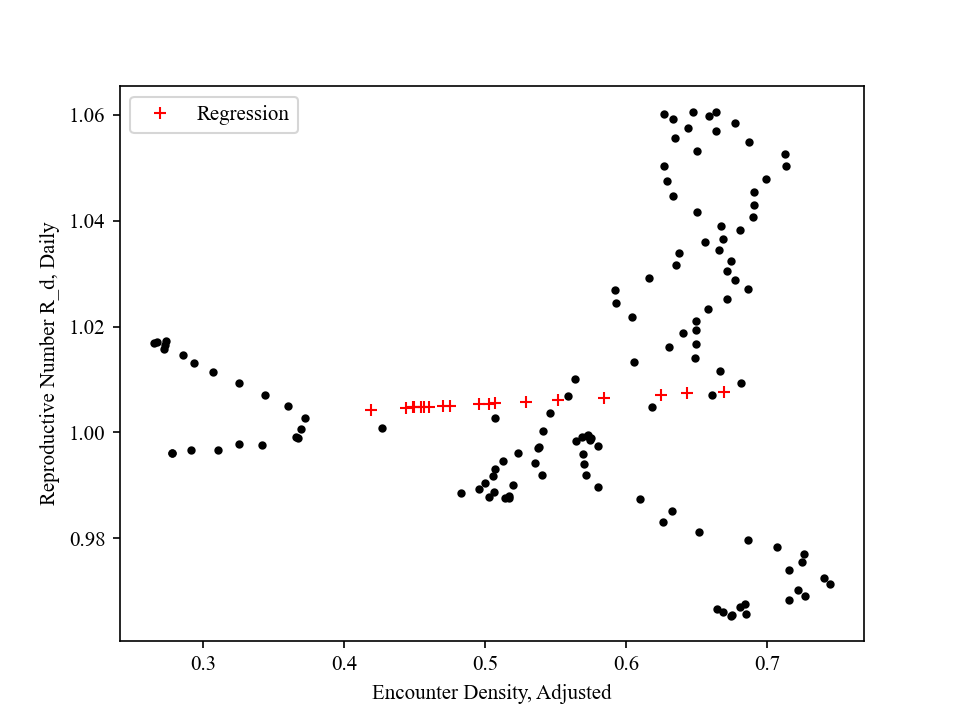 Regression
1.06
1.04
1.02
1.00
0.98
Reproductive Number R_d, Daily
0.3 0.4 0.5 0.6 0.7
Encounter Density, Adjusted